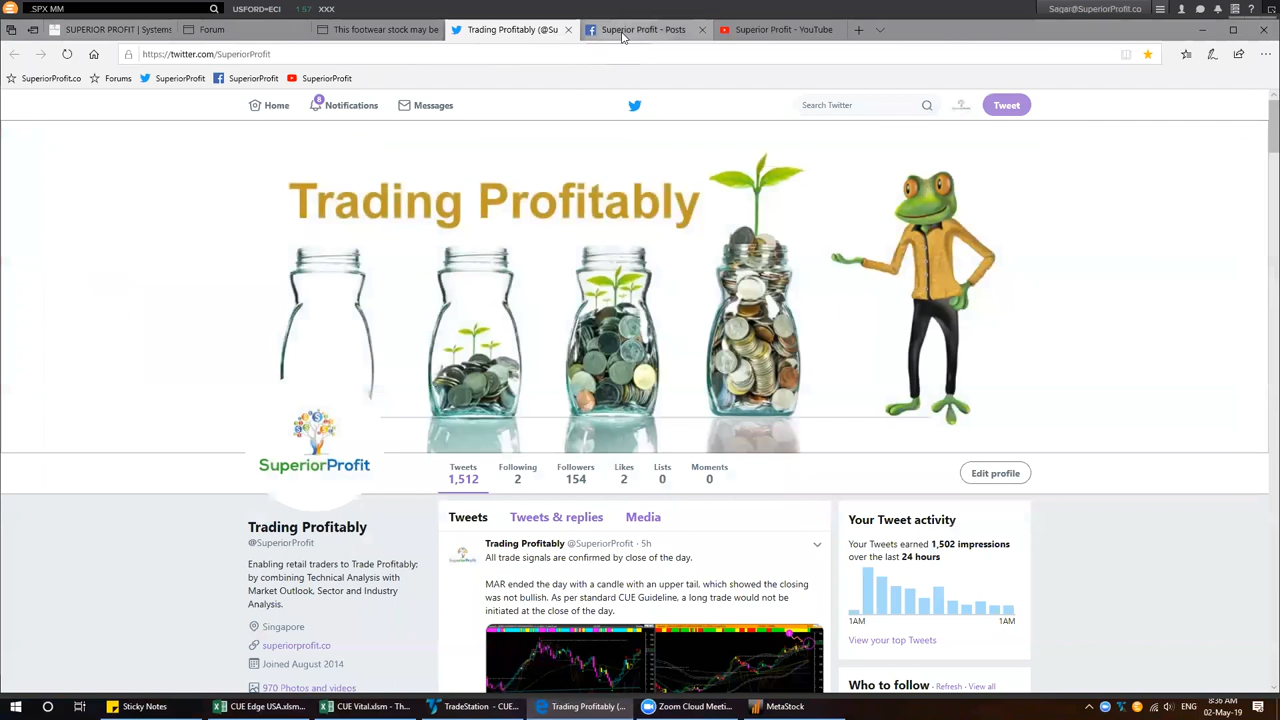 .SPX MM USDFOREX=ECI 1.57 XXX Sagar@SuperiorProfit.co
SUPERIOR PROFIT | Systems Forum This footwear stock may be Trading Profitably (@Su Superior Profit - Posts Superior Profit - YouTube
https://twitter.com/SuperiorProfit
SuperiorProfit.co Forums SuperiorProfit SuperiorProfit SuperiorProfit
Home 8 Notifications Messages Search Twitter Tweet
Trading Profitably
SuperiorProfit
Tweets Following Followers Likes Lists Moments
1,512 2 154 2 0 0
Edit profile
Trading Profitably
@SuperiorProfit
Enabling retail traders to Trade Profitably:
by combining Technical Analysis with
Market Outlook, Sector and Industry
Analysis.
Singapore
superiorprofit.co
Joined August 2014
970 Photos and videos
Tweets Tweets & replies Media
Trading Profitably @SuperiorProfit · 5h
All trade signals are confirmed by close of the day.
MAR ended the day with a candle with an upper tail, which showed the closing
was not bullish. As per standard CUE Guideline, a long trade would not be
initiated at the close of the day.
Your Tweet activity
Your Tweets earned 1,502 impressions
over the last 24 hours
1AM 1AM
View your top Tweets
Who to follow · Refresh · View all
Sticky Notes CUE Edge USA.xlsm... CUE Vital.xlsm - Th... TradeStation - CUE... Trading Profitably (... Zoom Cloud Meeti... MetaStock ENG 8:36 AM
02-May-19